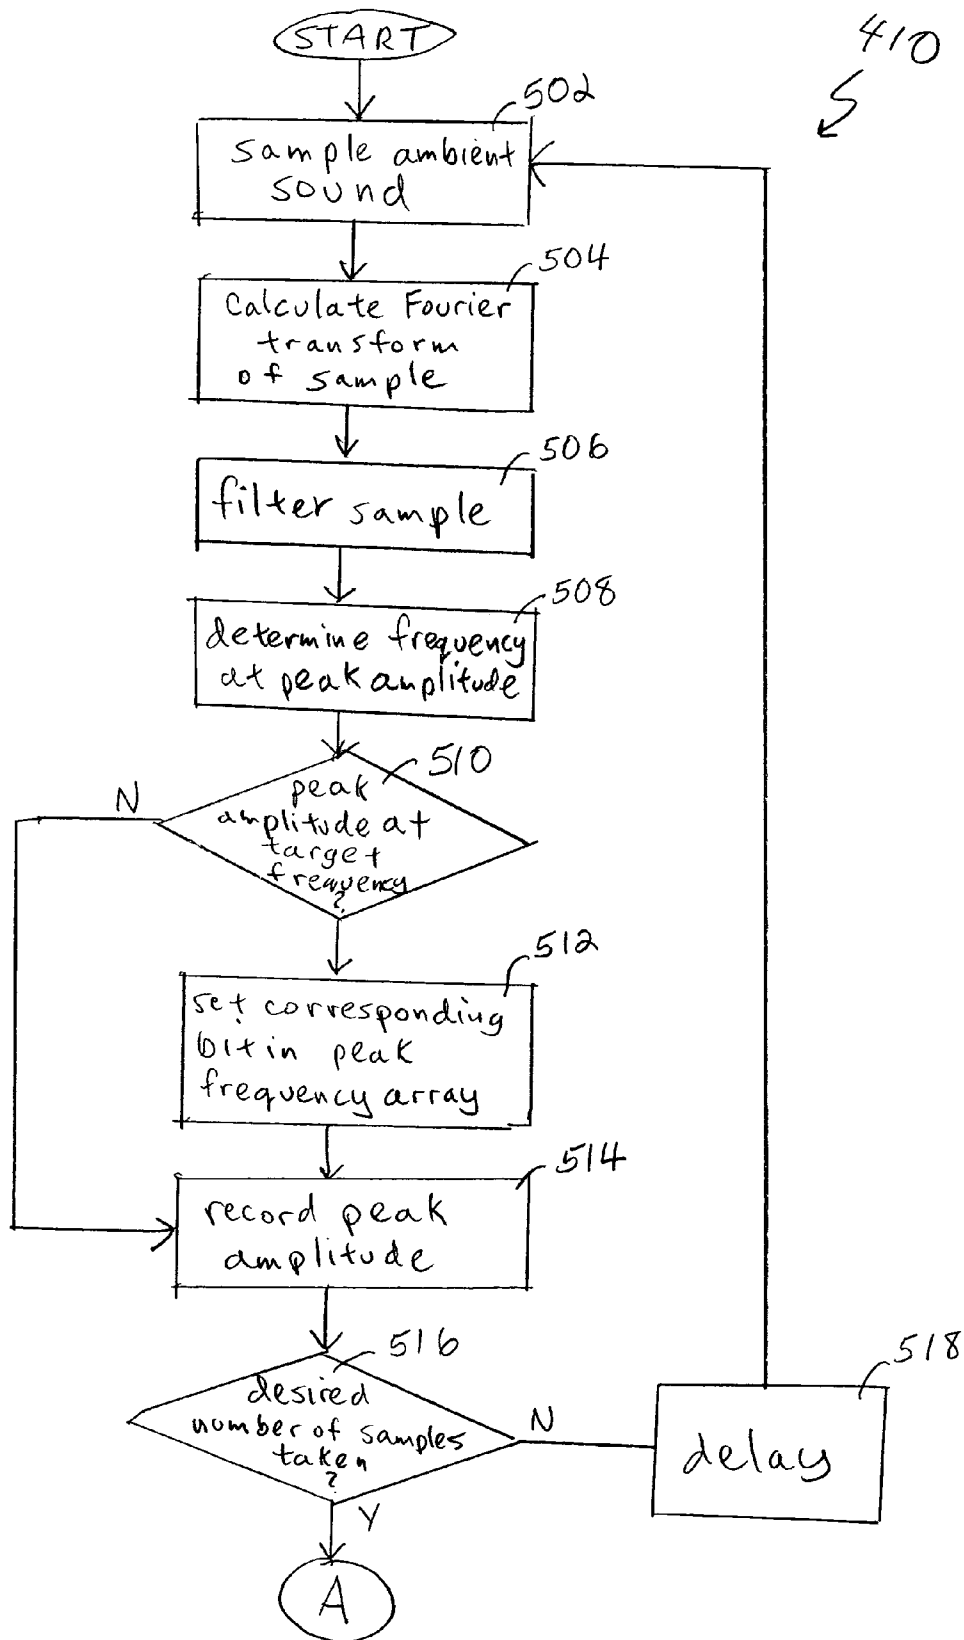 START
410
502
sample ambient
sound
504
Calculate Fourier
transform
of sample
506
filter sample
508
determine frequency
at peak amplitude
510
N
peak
amplitude at
target
frequency
?
512
set corresponding
bit in peak
frequency array
514
record peak
amplitude
516
desired
number of samples
taken
?
N
518
delay
Y
A